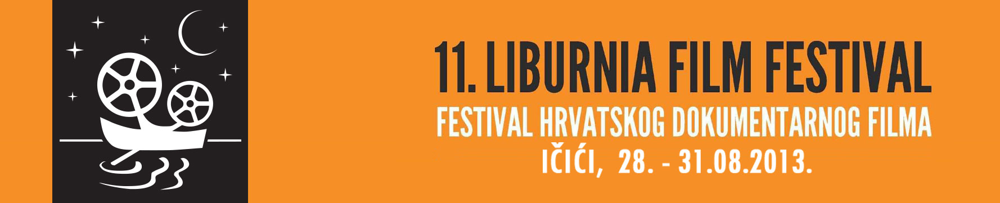 11. LIBURNIA FILM FESTIVAL
FESTIVAL HRVATSKOG DOKUMENTARNOG FILMA
IČIĆI, 28. - 31.08.2013.